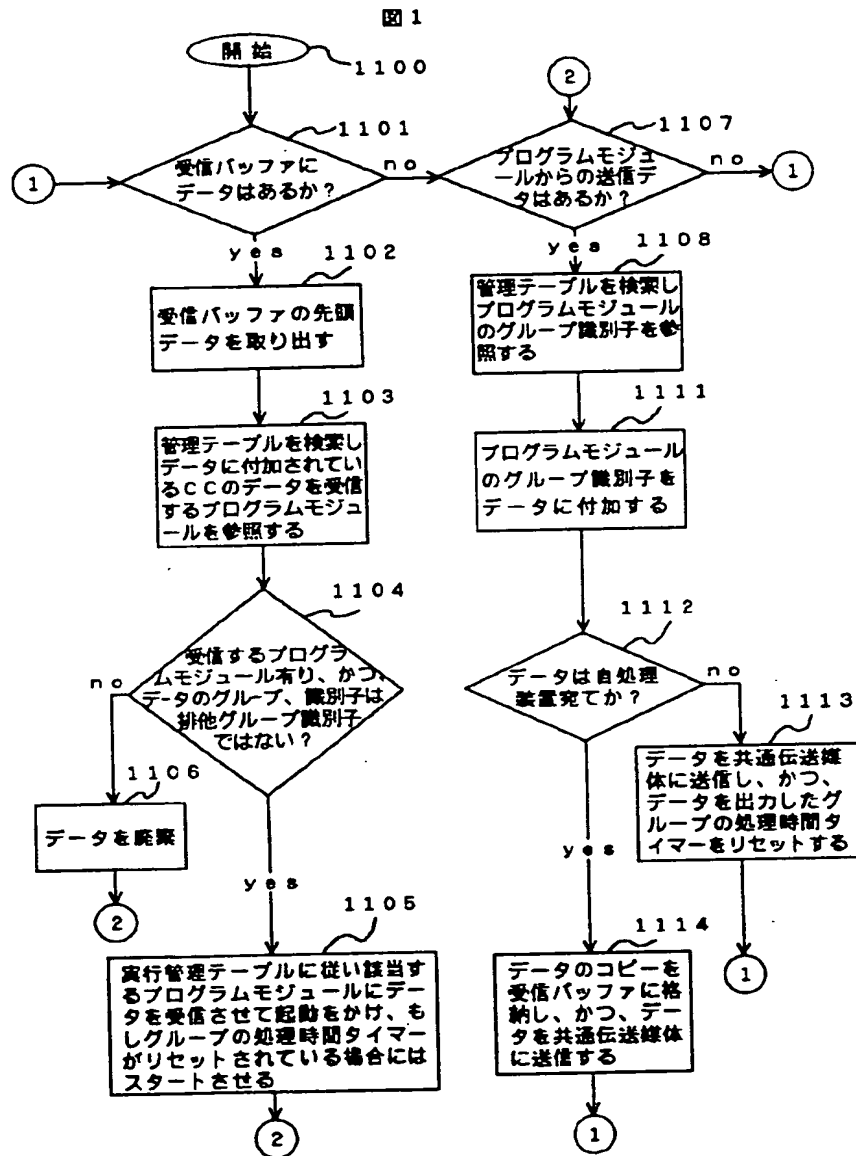 図1
開始
1100
1101
受信バッファに
データはあるか?
1
no
yes
1102
受信バッファの先頭
データを取り出す
1103
管理テーブルを検索し
データに付加されてい
るCCのデータを受信
するプログラムモジュ
ールを参照する
1104
受信するプログラ
ムモジュール有り、かつ、
データのグループ、識別子は
排他グループ識別子
ではない?
no
1106
データを廃棄
2
yes
1105
実行管理テーブルに従い該当す
るプログラムモジュールにデー
タを受信させて起動をかけ、も
しグループの処理時間タイマー
がリセットされている場合には
スタートさせる
2
2
1107
プログラムモジュ
ールからの送信デ
タはあるか?
no
1
yes
1108
管理テーブルを検索し
プログラムモジュール
のグループ識別子を参
照する
1111
プログラムモジュール
のグループ識別子を
データに付加する
1112
データは自処理
装置宛てか?
no
1113
データを共通伝送媒
体に送信し、かつ、
データを出力したグ
ループの処理時間タ
イマーをリセットする
1
yes
1114
データのコピーを
受信バッファに格
納し、かつ、データ
を共通伝送媒体
に送信する
1